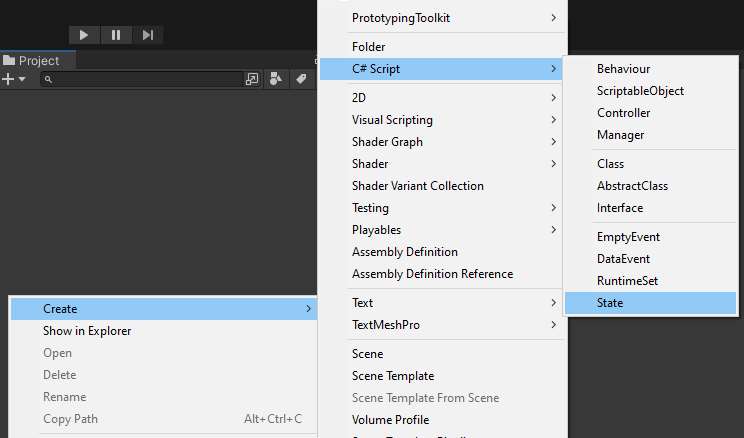 Project
Create
Show in Explorer
Open
Delete
Rename
Copy Path Alt+Ctrl+C
PrototypingToolkit
Folder
C# Script
2D
Visual Scripting
Shader Graph
Shader
Shader Variant Collection
Testing
Playables
Assembly Definition
Assembly Definition Reference
Text
TextMeshPro
Scene
Scene Template
Scene Template From Scene
Volume Profile
Behaviour
ScriptableObject
Controller
Manager
Class
AbstractClass
Interface
EmptyEvent
DataEvent
RuntimeSet
State